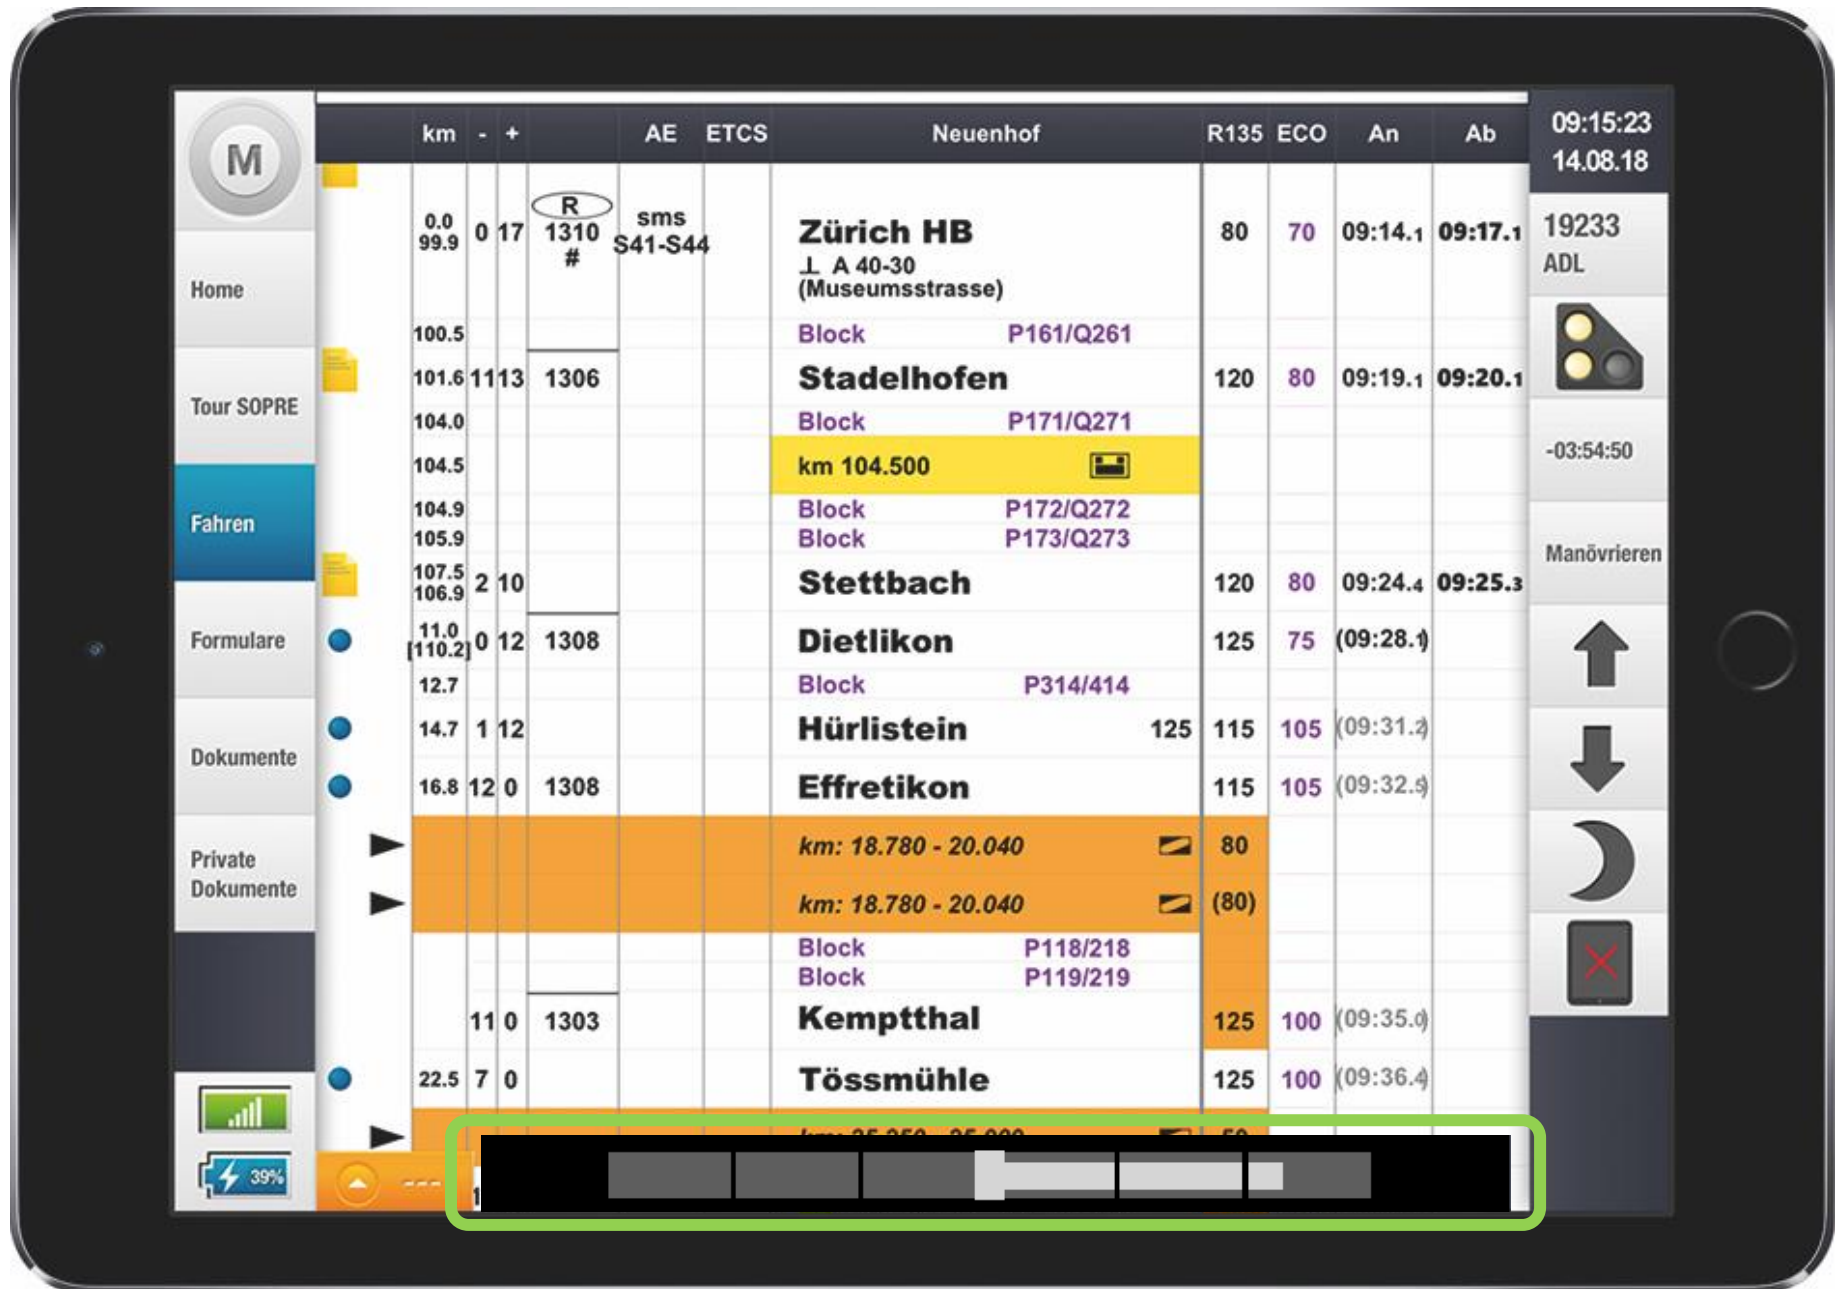 km - + AE ETCS Neuenhof R135 ECO An Ab
09:15:23
14.08.18
M
Home
Tour SOPRE
Fahren
Formulare
Dokumente
Private
Dokumente
39%
0.0
99.9 0 17 R
1310
# sms
S41-S44 Zürich HB 80 70 09:14.1 09:17.1
⊥ A 40-30
(Museumsstrasse)
100.5 Block P161/Q261
101.6 11 13 1306 Stadelhofen 120 80 09:19.1 09:20.1
104.0 Block P171/Q271
104.5 km 104.500
104.9 Block P172/Q272
105.9 Block P173/Q273
107.5
106.9 2 10 Stettbach 120 80 09:24.4 09:25.3
11.0
[110.2] 0 12 1308 Dietlikon 125 75 (09:28.1)
12.7 Block P314/414
14.7 1 12 Hürlistein 125 115 105 (09:31.2)
16.8 12 0 1308 Effretikon 115 105 (09:32.5)
km: 18.780 - 20.040 80
km: 18.780 - 20.040 (80)
Block P118/218
Block P119/219
11 0 1303 Kemptthal 125 100 (09:35.0)
22.5 7 0 Tössmühle 125 100 (09:36.4)
---
19233
ADL
-03:54:50
Manövrieren